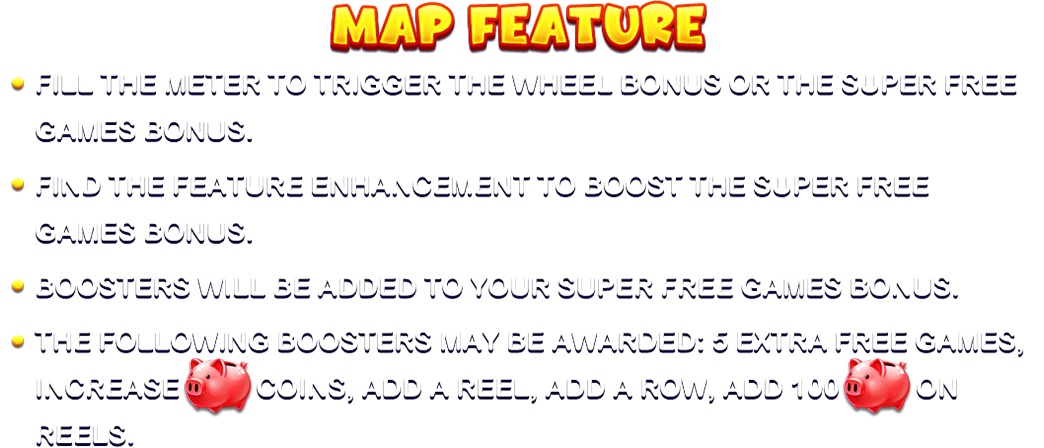 MAP FEATURE
FILL THE METER TO TRIGGER THE WHEEL BONUS OR THE SUPER FREE
GAMES BONUS.
FIND THE FEATURE ENHANCEMENT TO BOOST THE SUPER FREE
GAMES BONUS.
BOOSTERS WILL BE ADDED TO YOUR SUPER FREE GAMES BONUS.
THE FOLLOWING BOOSTERS MAY BE AWARDED: 5 EXTRA FREE GAMES,
INCREASE COINS, ADD A REEL, ADD A ROW, ADD 100 ON
REELS.